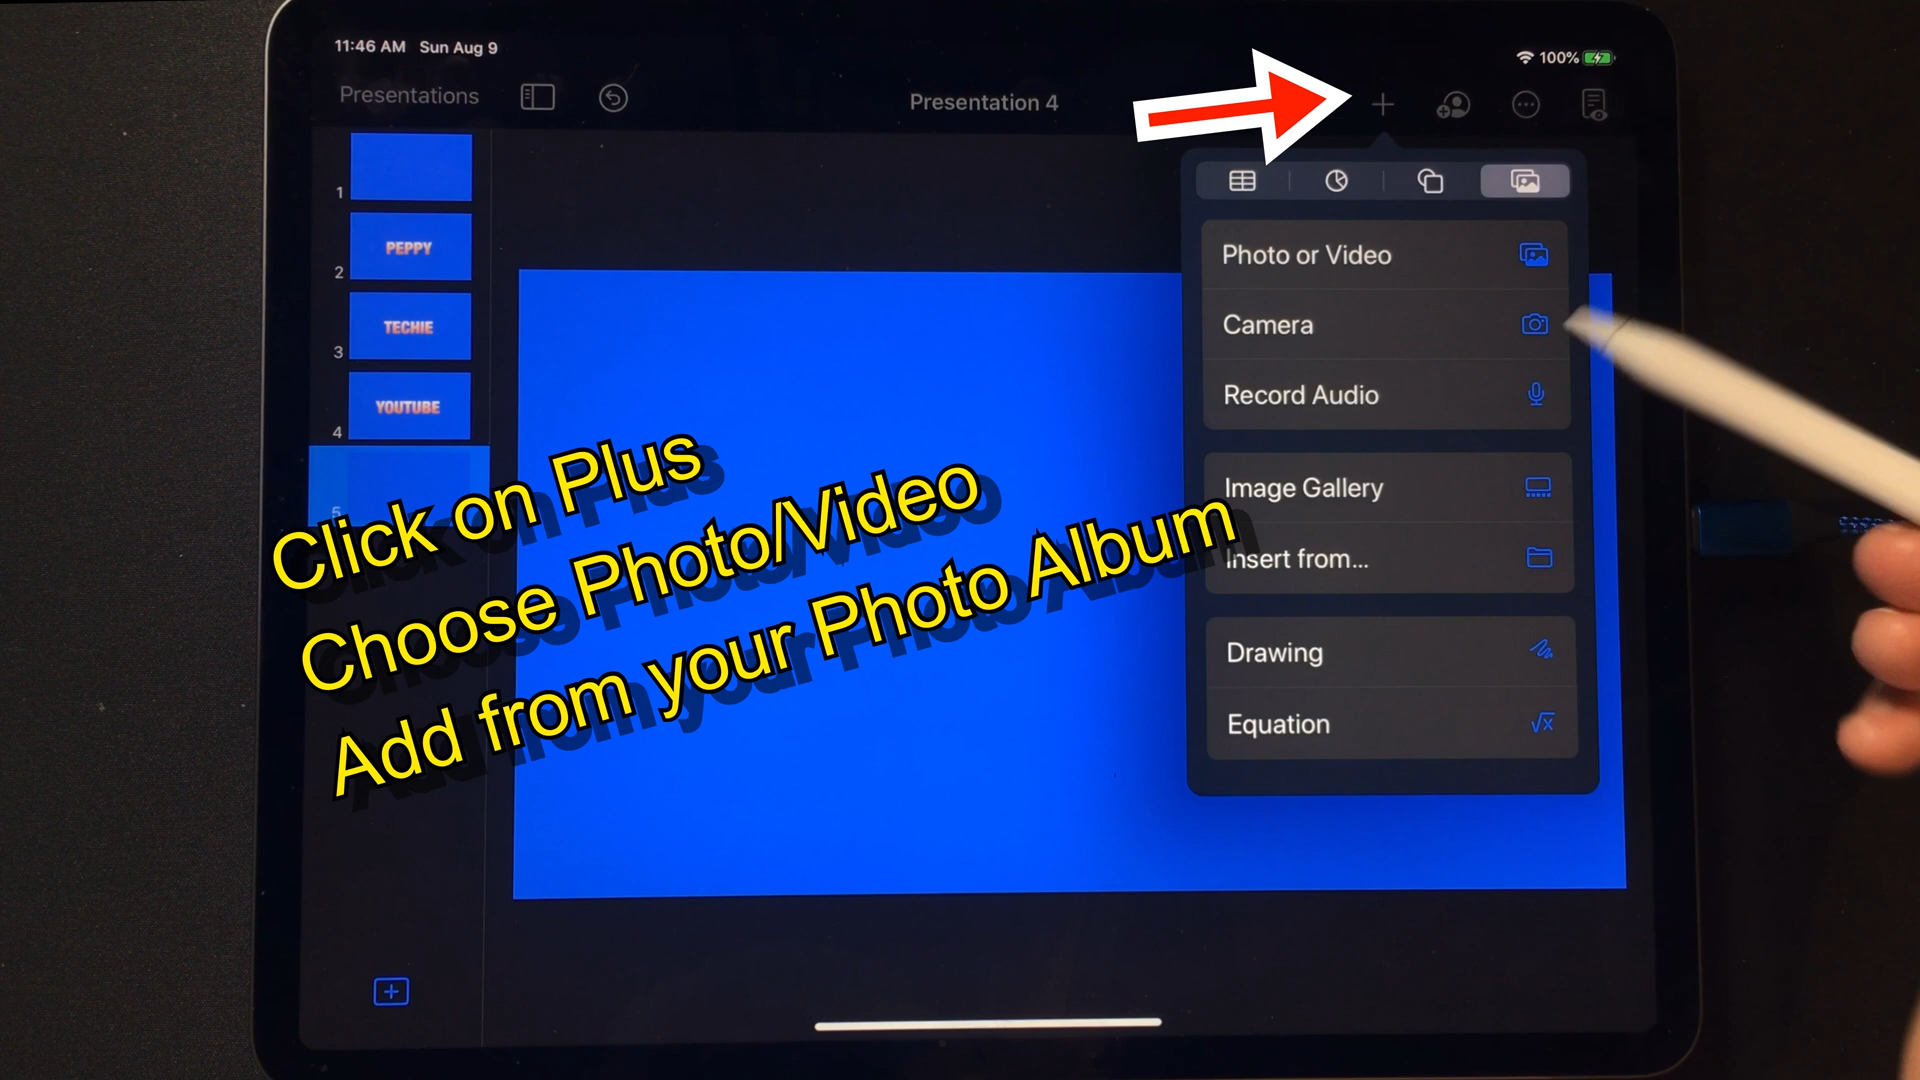 11:46 AM Sun Aug 9
100%
Presentations
Presentation 4
1
PEPPY
2
TECHIE
3
YOUTUBE
4
5
Photo or Video
Camera
Record Audio
Image Gallery
Insert from...
Drawing
Equation
√x
Click on Plus
Choose Photo/Video
Add from your Photo Album